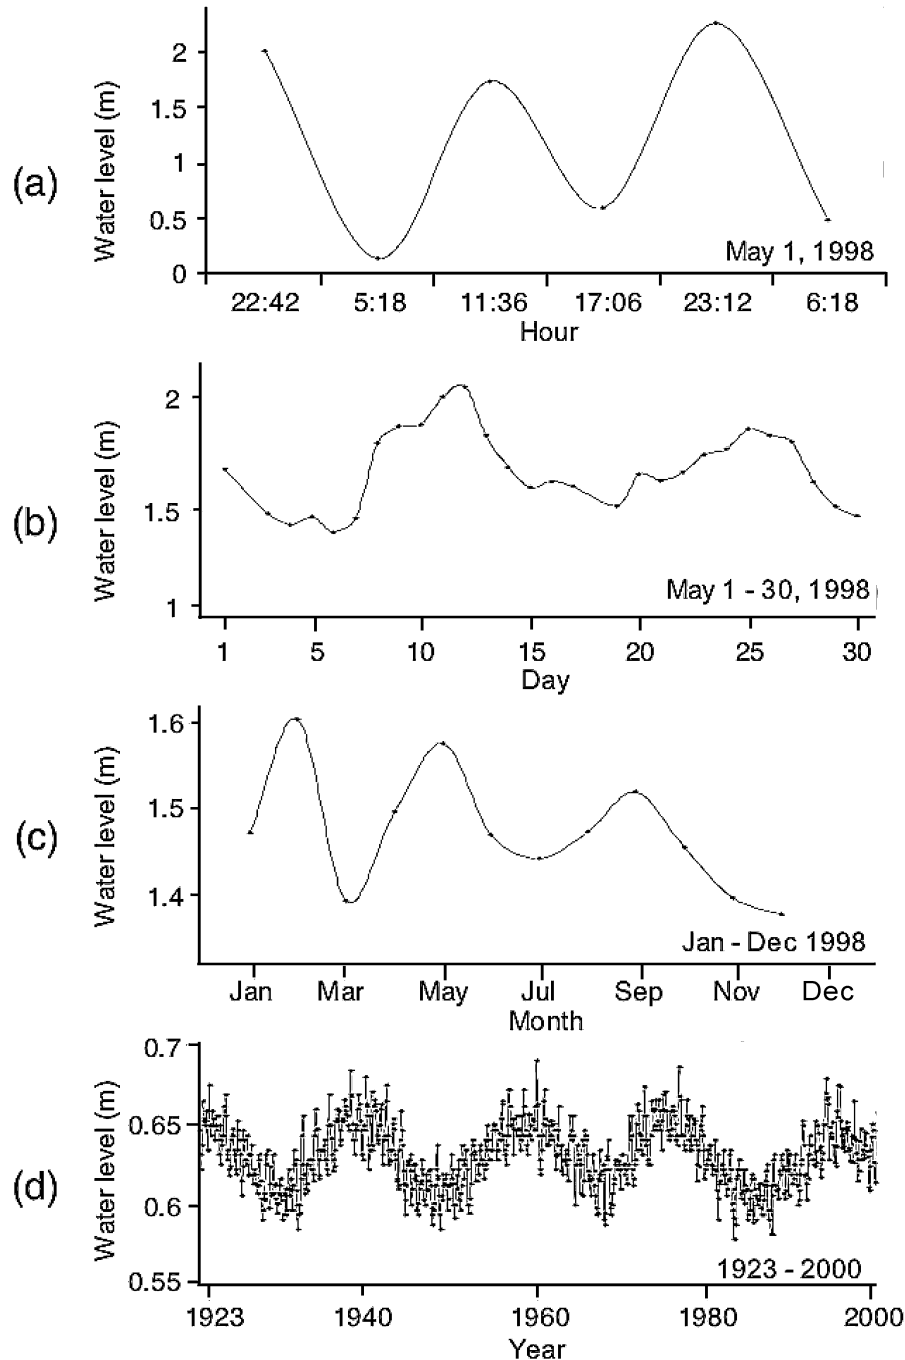 (a)
Water level (m)
2
1.5
1
0.5
0
May 1, 1998
22:42 5:18 11:36 17:06 23:12 6:18
Hour
(b)
Water level (m)
2
1.5
1
May 1 - 30, 1998
1 5 10 15 20 25 30
Day
(c)
Water level (m)
1.6
1.5
1.4
Jan - Dec 1998
Jan Mar May Jul Sep Nov Dec
Month
(d)
Water level (m)
0.7
0.65
0.6
0.55
1923 - 2000
1923 1940 1960 1980 2000
Year